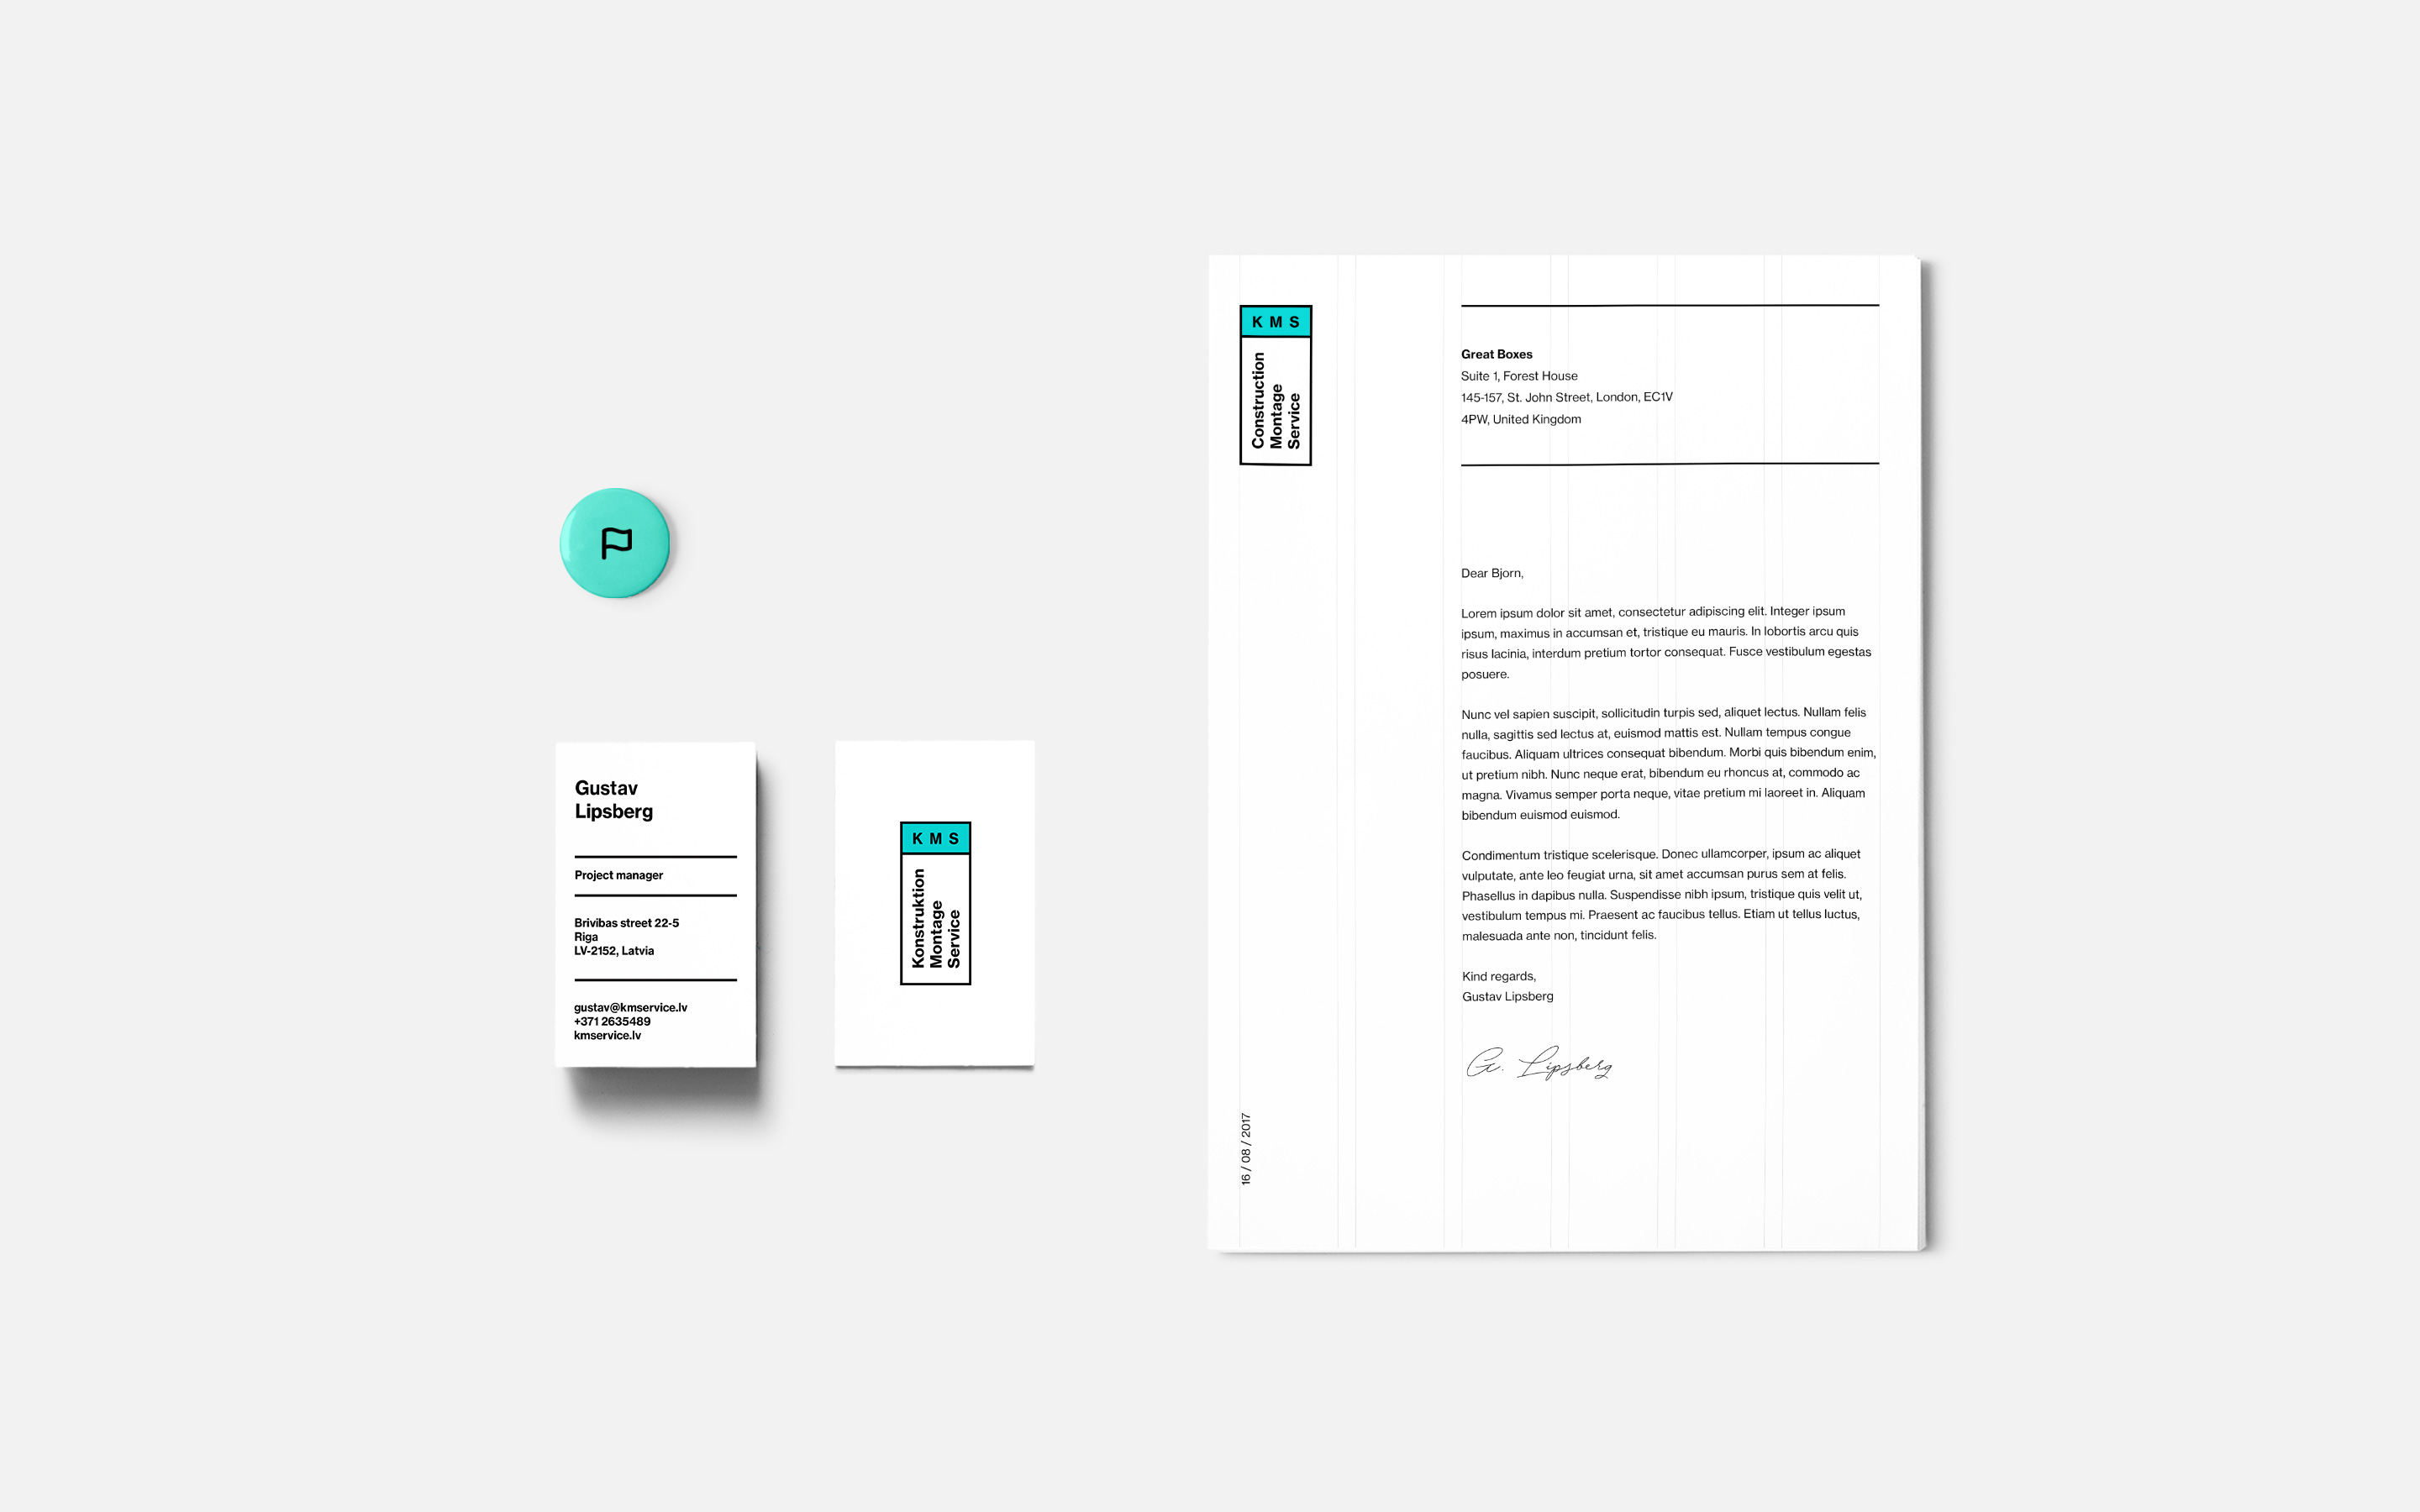 Gustav
Lipsberg
Project manager
Brivibas street 22-5
Riga
LV-2152, Latvia
gustav@kmservice.lv
+371 2635489
kmservice.lv
K M S
Konstruktion
Montage
Service
K M S
Construction
Montage
Service
Great Boxes
Suite 1, Forest House
145-157, St. John Street, London, EC1V
4PW, United Kingdom
Dear Bjorn,
Lorem ipsum dolor sit amet, consectetur adipiscing elit. Integer ipsum
ipsum, maximus in accumsan et, tristique eu mauris. In lobortis arcu quis
risus lacinia, interdum pretium tortor consequat. Fusce vestibulum egestas
posuere.
Nunc vel sapien suscipit, sollicitudin turpis sed, aliquet lectus. Nullam felis
nulla, sagittis sed lectus at, euismod mattis est. Nullam tempus congue
faucibus. Aliquam ultrices consequat bibendum. Morbi quis bibendum enim,
ut pretium nibh. Nunc neque erat, bibendum eu rhoncus at, commodo ac
magna. Vivamus semper porta neque, vitae pretium mi laoreet in. Aliquam
bibendum euismod euismod.
Condimentum tristique scelerisque. Donec ullamcorper, ipsum ac aliquet
vulputate, ante leo feugiat urna, sit amet accumsan purus sem at felis.
Phasellus in dapibus nulla. Suspendisse nibh ipsum, tristique quis velit ut,
vestibulum tempus mi. Praesent ac faucibus tellus. Etiam ut tellus luctus,
malesuada ante non, tincidunt felis.
Kind regards,
Gustav Lipsberg
G. Lipsberg
16 / 08 / 2017